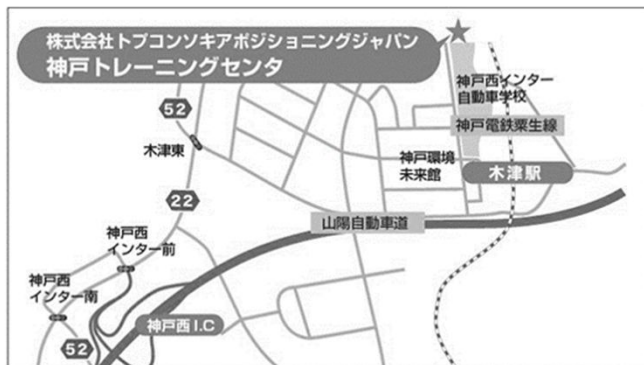 株式会社トプコンソキアポジショニングジャパン
神戸トレーニングセンタ
52
木津東
22
神戸西
インター前
神戸西
インター南
52
神戸西I.C
山陽自動車道
神戸西インター
自動車学校
神戸電鉄粟生線
神戸環境
未来館
木津駅